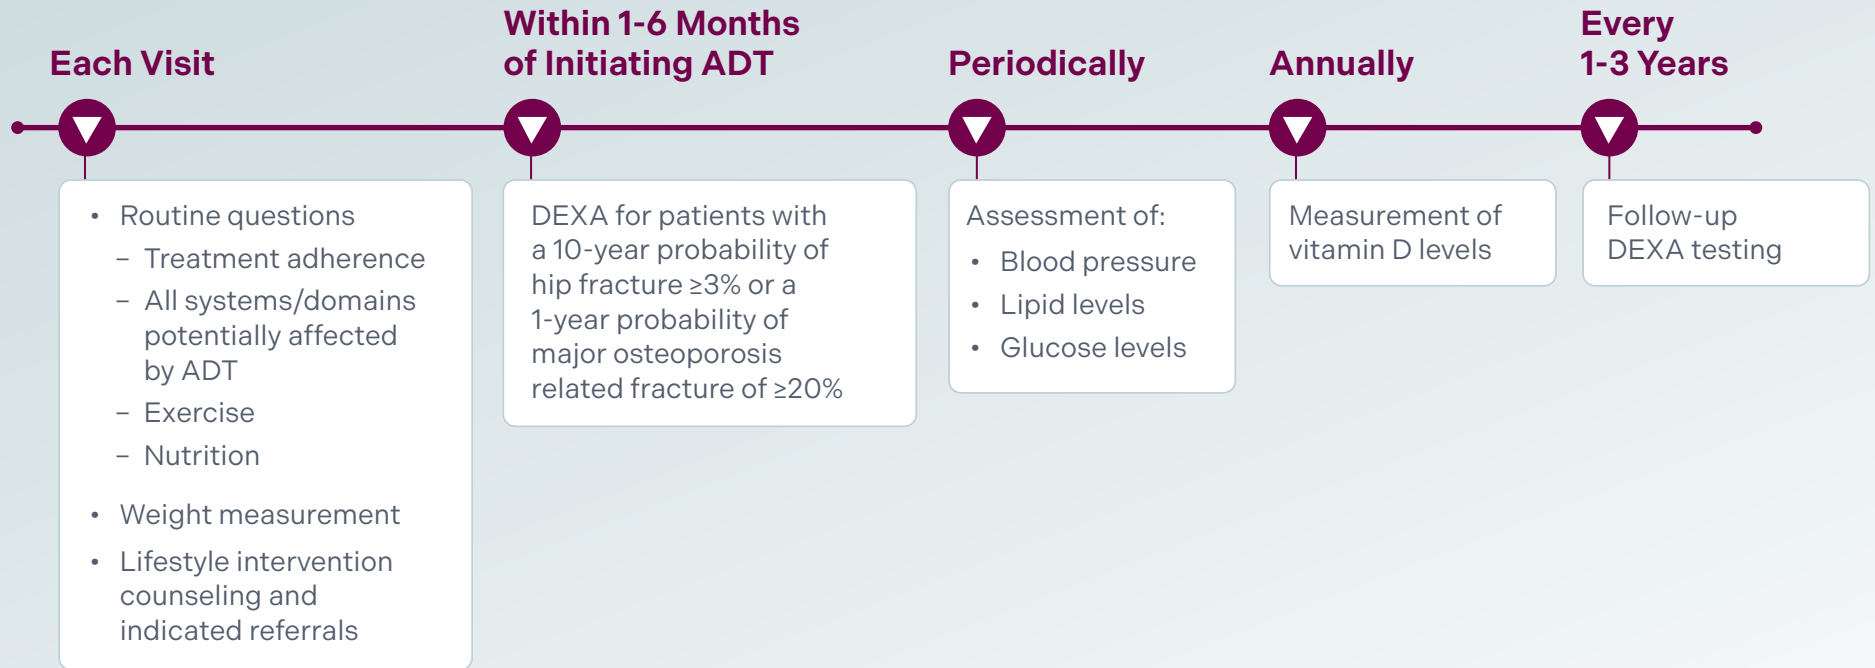 Each Visit
• Routine questions
– Treatment adherence
– All systems/domains
potentially affected
by ADT
– Exercise
– Nutrition
• Weight measurement
• Lifestyle intervention
counseling and
indicated referrals
Within 1-6 Months
of Initiating ADT
DEXA for patients with
a 10-year probability of
hip fracture ≥3% or a
1-year probability of
major osteoporosis
related fracture of ≥20%
Periodically
Assessment of:
• Blood pressure
• Lipid levels
• Glucose levels
Annually
Measurement of
vitamin D levels
Every
1-3 Years
Follow-up
DEXA testing